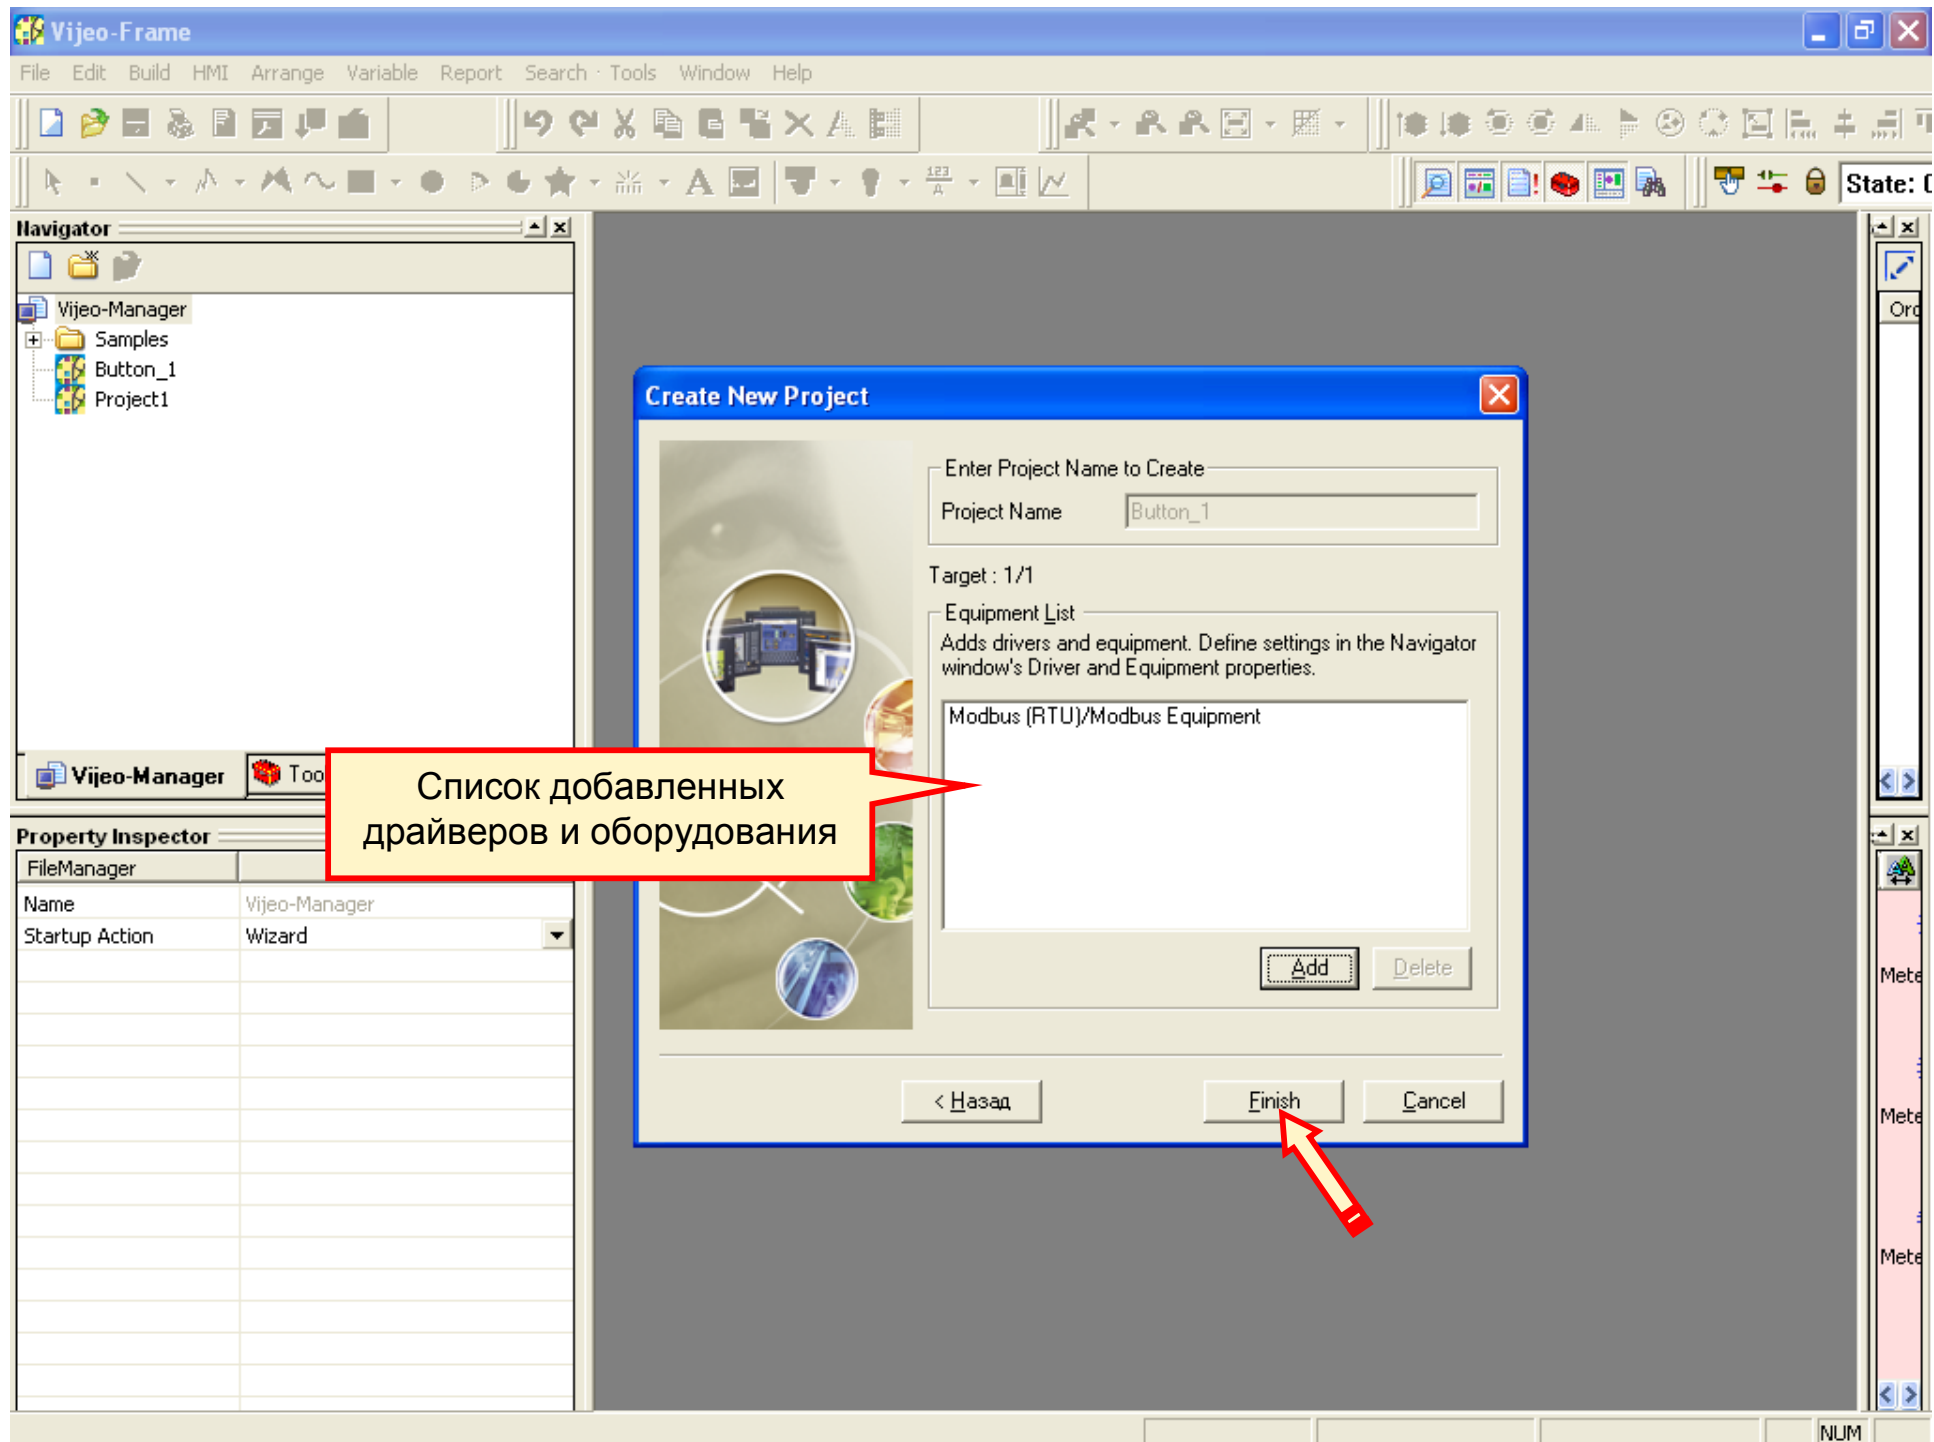 Vijeo-Frame
File Edit Build HMI Arrange Variable Report Search Tools Window Help
State:
Navigator
Vijeo-Manager
Samples
Button_1
Project1
Vijeo-Manager
Property Inspector
FileManager
Name Vijeo-Manager
Startup Action Wizard
Create New Project
Enter Project Name to Create
Project Name Button_1
Target : 1/1
Equipment List
Adds drivers and equipment. Define settings in the Navigator
window's Driver and Equipment properties.
Modbus (RTU)/Modbus Equipment
Список добавленных
драйверов и оборудования
Add Delete
< Назад Finish Cancel
NUM